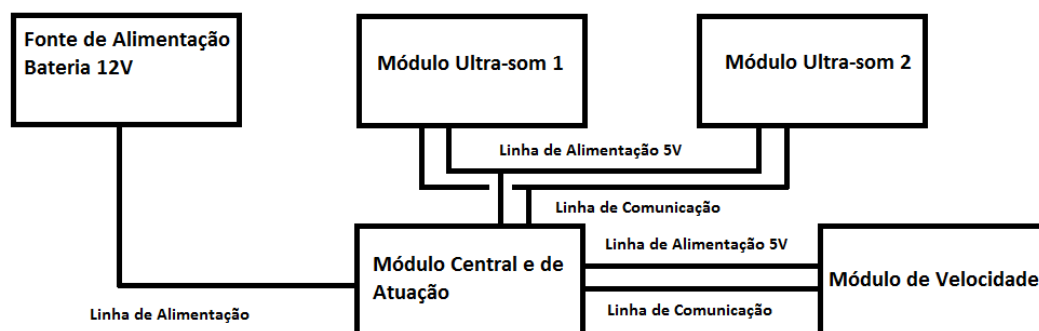 Fonte de Alimentação
Bateria 12V
Módulo Ultra-som 1
Módulo Ultra-som 2
Linha de Alimentação 5V
Linha de Comunicação
Linha de Alimentação 5V
Módulo Central e de
Atuação
Módulo de Velocidade
Linha de Alimentação
Linha de Comunicação